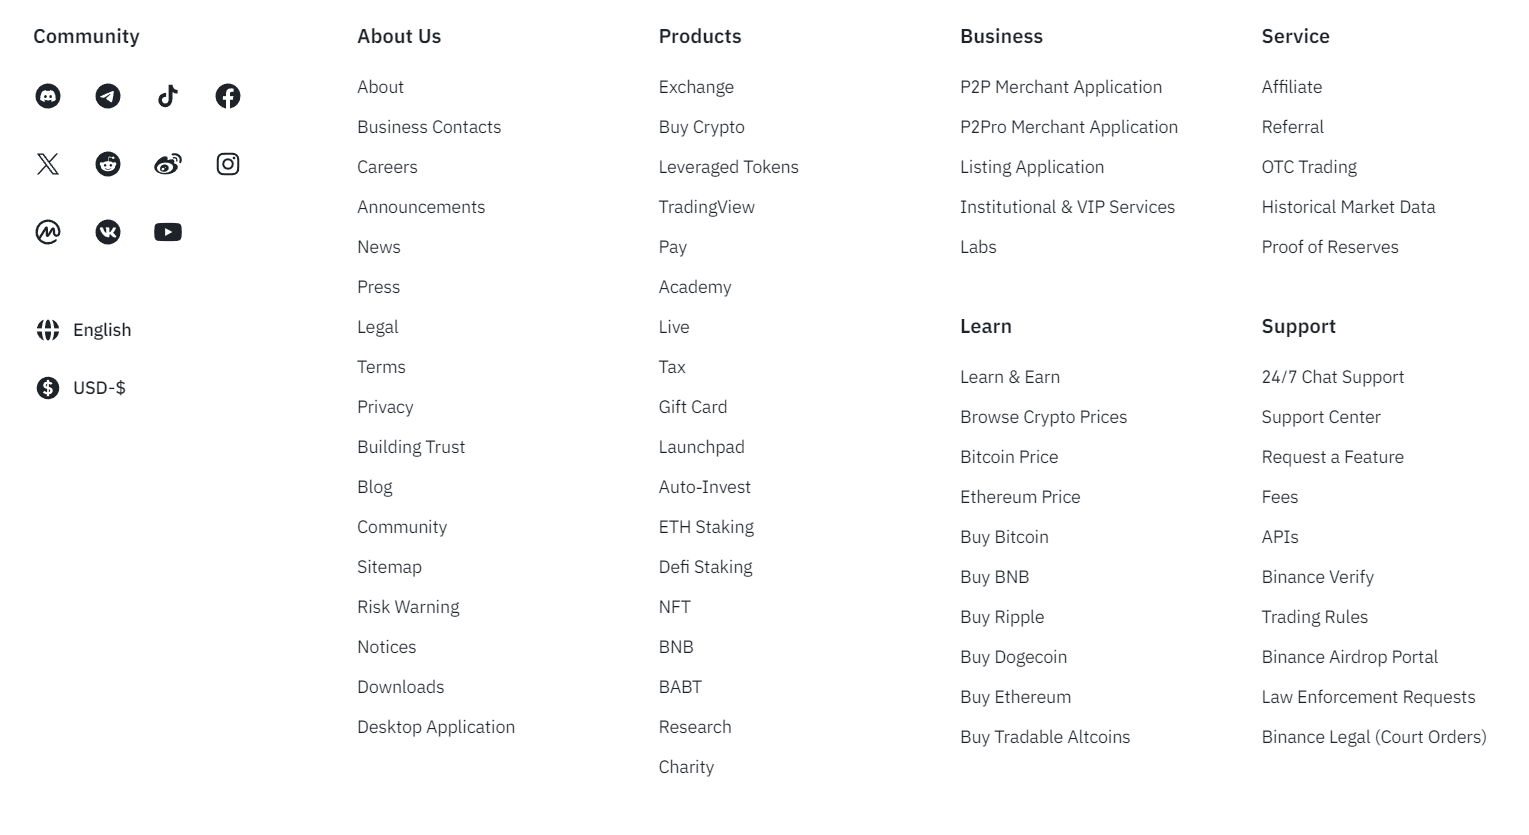 Community
English
USD-$
About Us
About
Business Contacts
Careers
Announcements
News
Press
Legal
Terms
Privacy
Building Trust
Blog
Community
Sitemap
Risk Warning
Notices
Downloads
Desktop Application
Products
Exchange
Buy Crypto
Leveraged Tokens
TradingView
Pay
Academy
Live
Tax
Gift Card
Launchpad
Auto-Invest
ETH Staking
Defi Staking
NFT
BNB
BABT
Research
Charity
Business
P2P Merchant Application
P2Pro Merchant Application
Listing Application
Institutional & VIP Services
Labs
Learn
Learn & Earn
Browse Crypto Prices
Bitcoin Price
Ethereum Price
Buy Bitcoin
Buy BNB
Buy Ripple
Buy Dogecoin
Buy Ethereum
Buy Tradable Altcoins
Service
Affiliate
Referral
OTC Trading
Historical Market Data
Proof of Reserves
Support
24/7 Chat Support
Support Center
Request a Feature
Fees
APIs
Binance Verify
Trading Rules
Binance Airdrop Portal
Law Enforcement Requests
Binance Legal (Court Orders)